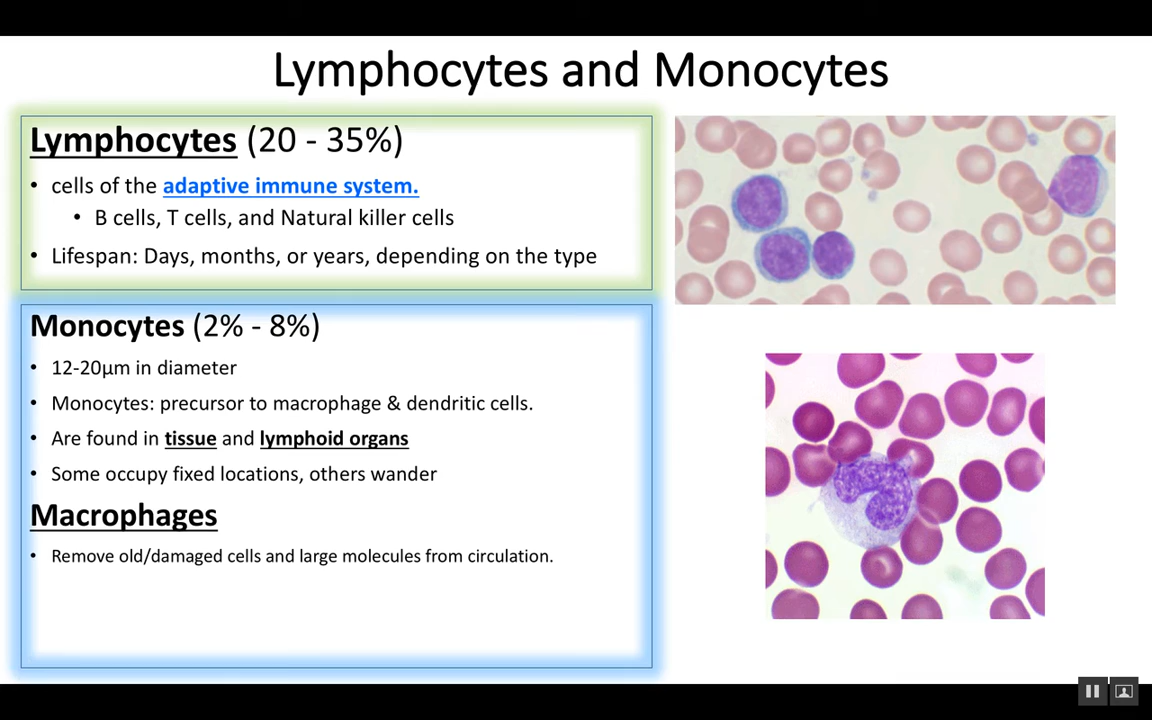 Lymphocytes and Monocytes
Lymphocytes (20 - 35%)
• cells of the adaptive immune system.
• B cells, T cells, and Natural killer cells
• Lifespan: Days, months, or years, depending on the type
Monocytes (2% - 8%)
• 12-20µm in diameter
• Monocytes: precursor to macrophage & dendritic cells.
• Are found in tissue and lymphoid organs
• Some occupy fixed locations, others wander
Macrophages
• Remove old/damaged cells and large molecules from circulation.